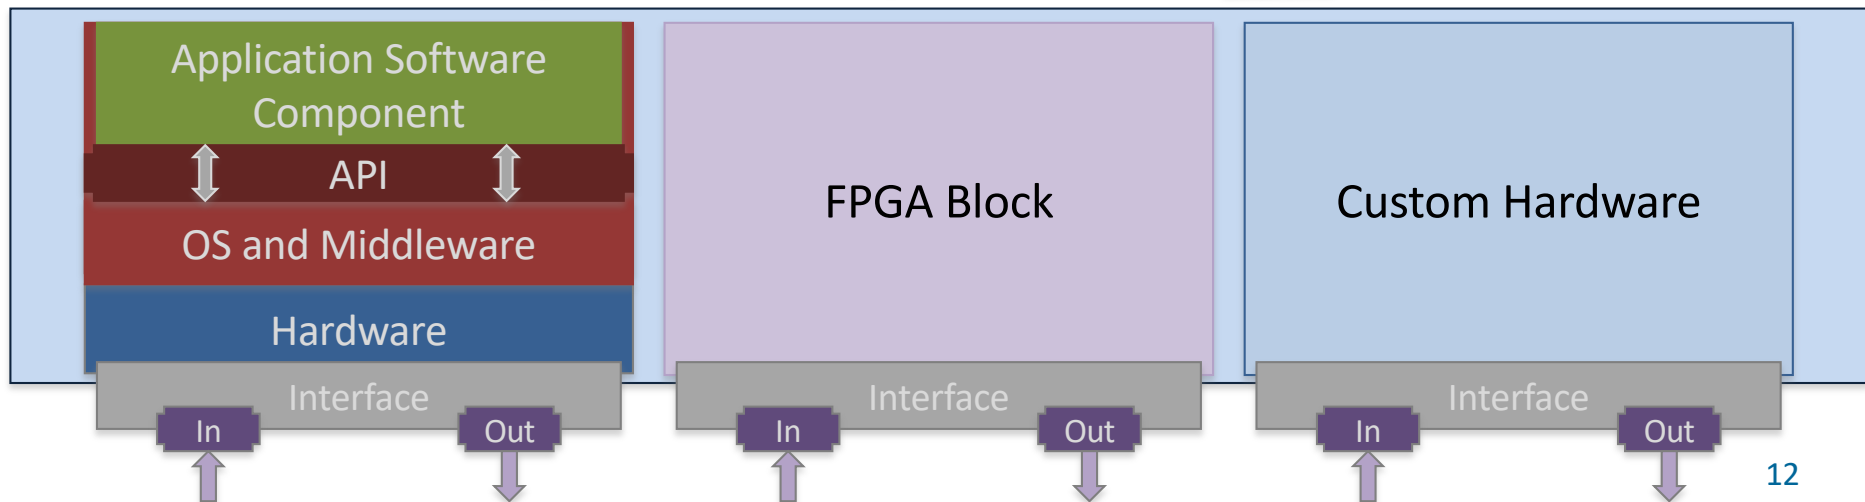 Application Software
Component
API
OS and Middleware
Hardware
Interface
In
Out
FPGA Block
Interface
In
Out
Custom Hardware
Interface
In
Out
12